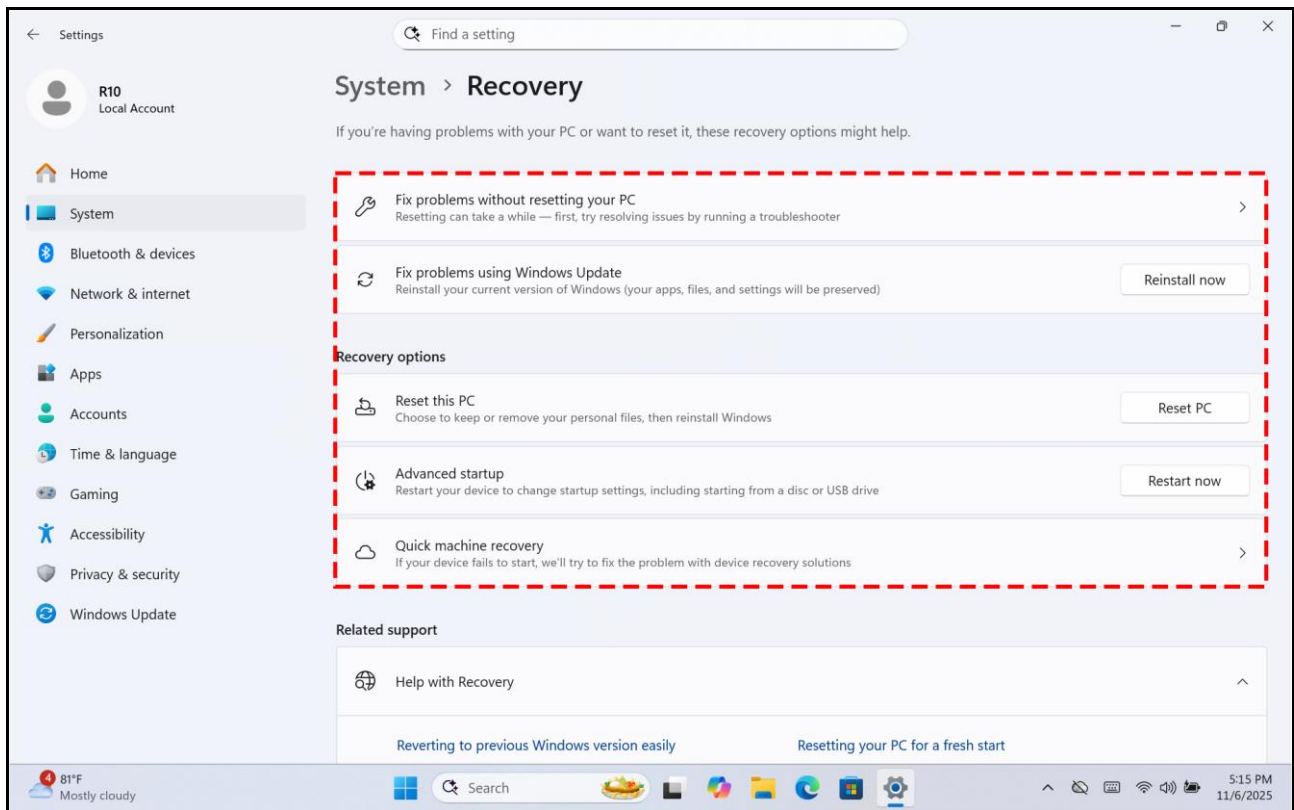 Settings
Find a setting
R10
Local Account
Home
System
Bluetooth & devices
Network & internet
Personalization
Apps
Accounts
Time & language
Gaming
Accessibility
Privacy & security
Windows Update
System > Recovery
If you're having problems with your PC or want to reset it, these recovery options might help.
Fix problems without resetting your PC
Resetting can take a while — first, try resolving issues by running a troubleshooter
Fix problems using Windows Update
Reinstall your current version of Windows (your apps, files, and settings will be preserved)
Reinstall now
Recovery options
Reset this PC
Choose to keep or remove your personal files, then reinstall Windows
Reset PC
Advanced startup
Restart your device to change startup settings, including starting from a disc or USB drive
Restart now
Quick machine recovery
If your device fails to start, we'll try to fix the problem with device recovery solutions
Related support
Help with Recovery
Reverting to previous Windows version easily
Resetting your PC for a fresh start
4
81°F
Mostly cloudy
Search
5:15 PM
11/6/2025